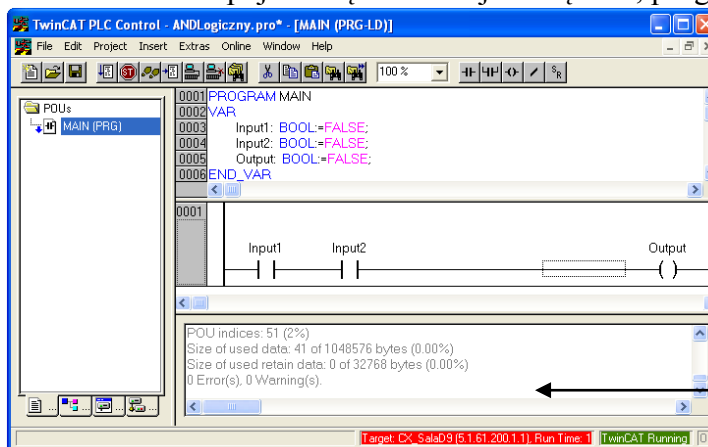 TwinCAT PLC Control - ANDLogiczny.pro* - [MAIN (PRG-LD)]
File Edit Project Insert Extras Online Window Help
100 %
POUs
MAIN (PRG)
0001 PROGRAM MAIN
0002 VAR
0003 Input1: BOOL:=FALSE;
0004 Input2: BOOL:=FALSE;
0005 Output: BOOL:=FALSE;
0006 END_VAR
0001
Input1 Input2 Output
POU indices: 51 (2%)
Size of used data: 41 of 1048576 bytes (0.00%)
Size of used retain data: 0 of 32768 bytes (0.00%)
0 Error(s), 0 Warning(s).
Target: CX_SalaD9 (5.1.61.200.1.1), Run Time: 1 TwinCAT Running